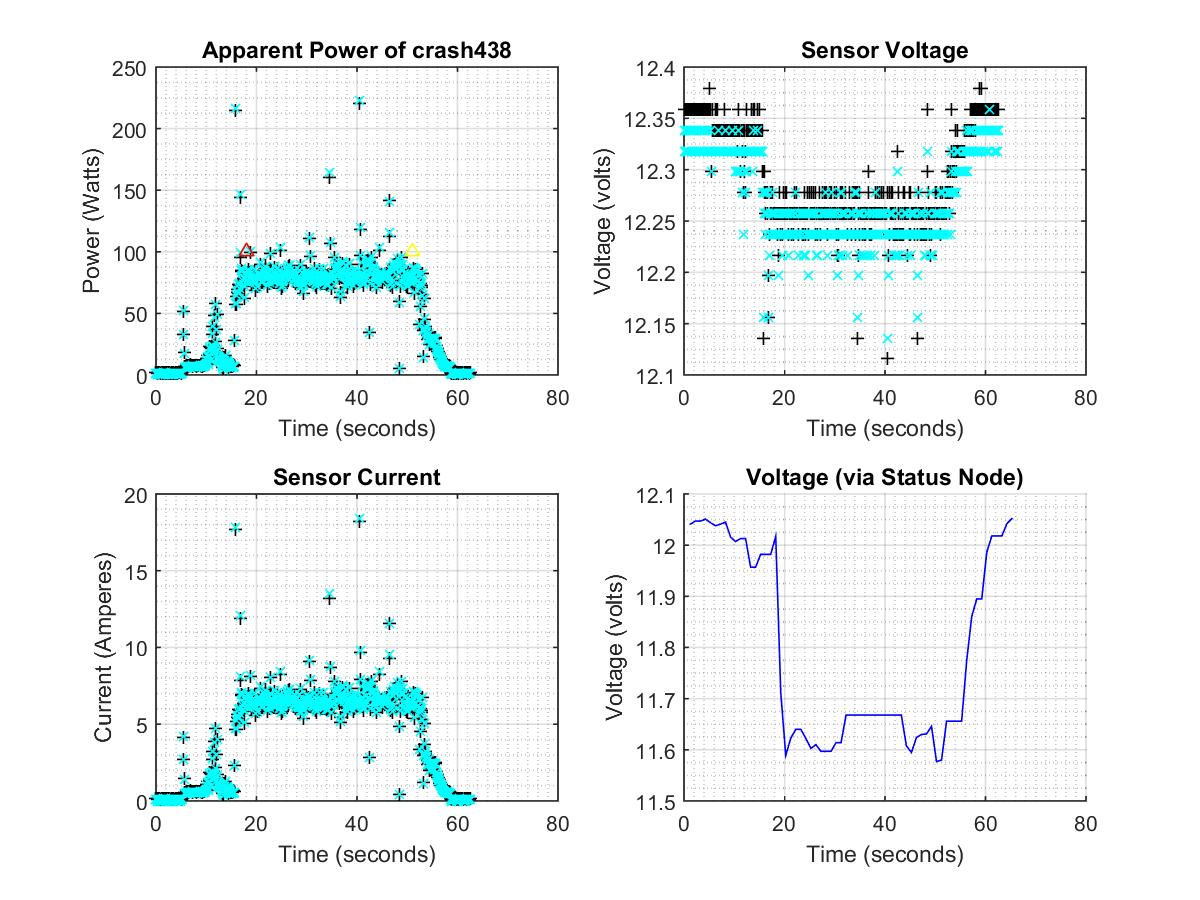 Apparent Power of crash438
250
200
150
100
50
0
Power (Watts)
0 20 40 60 80
Time (seconds)
Sensor Voltage
12.4
12.35
12.3
12.25
12.2
12.15
12.1
Voltage (volts)
0 20 40 60 80
Time (seconds)
Sensor Current
20
15
10
5
0
Current (Amperes)
0 20 40 60 80
Time (seconds)
Voltage (via Status Node)
12.1
12
11.9
11.8
11.7
11.6
11.5
Voltage (volts)
0 20 40 60 80
Time (seconds)